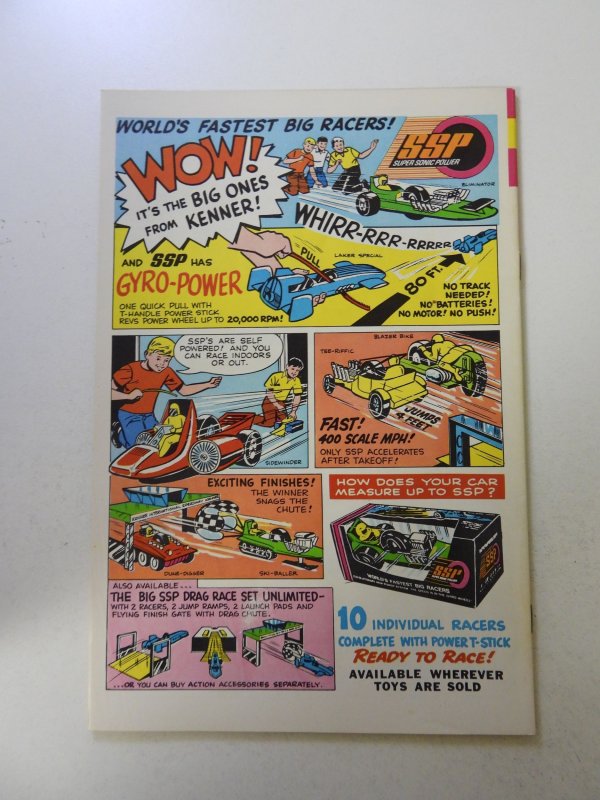 WORLD'S FASTEST BIG RACERS!
SSP
SUPER SONIC POWER
WOW!
IT'S THE BIG ONES
FROM KENNER!
ELIMINATOR
WHIRR-RRR-RRRRR
AND SSP HAS
GYRO-POWER
ONE QUICK PULL WITH
T-HANDLE POWER STICK
REVS POWER WHEEL UP TO 20,000 RPM!
PULL
LAKER SPECIAL
80 FT.
NO TRACK
NEEDED!
NO BATTERIES!
NO MOTOR! NO PUSH!
SSP'S ARE SELF
POWERED! AND YOU
CAN RACE INDOORS
OR OUT.
SIDEWINDER
BLAZER BIKE
TEE-RIFFIC
JUMPS
4 FEET
FAST!
400 SCALE MPH!
ONLY SSP ACCELERATES
AFTER TAKEOFF!
EXCITING FINISHES!
THE WINNER
SNAGS THE
CHUTE!
KENNER INTERNATIONAL SPEEDWAY
DUNE-DIGGER
SKI-BALLER
HOW DOES YOUR CAR
MEASURE UP TO SSP?
SSP
WORLD'S FASTEST BIG RACERS
ALSO AVAILABLE...
THE BIG SSP DRAG RACE SET UNLIMITED-
WITH 2 RACERS, 2 JUMP RAMPS, 2 LAUNCH PADS AND
FLYING FINISH GATE WITH DRAG CHUTE.
...OR YOU CAN BUY ACTION ACCESSORIES SEPARATELY.
10 INDIVIDUAL RACERS
COMPLETE WITH POWER T-STICK
READY TO RACE!
AVAILABLE WHEREVER
TOYS ARE SOLD